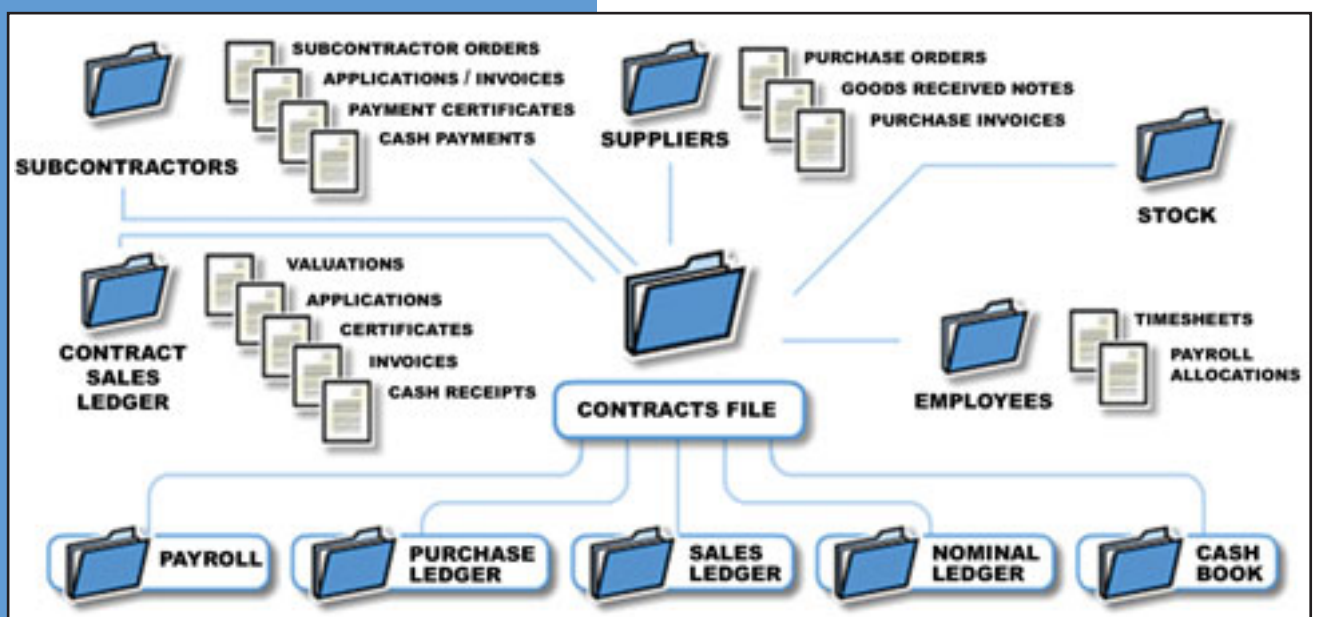 SUBCONTRACTOR ORDERS
APPLICATIONS / INVOICES
PAYMENT CERTIFICATES
CASH PAYMENTS
SUBCONTRACTORS
PURCHASE ORDERS
GOODS RECEIVED NOTES
PURCHASE INVOICES
SUPPLIERS
STOCK
VALUATIONS
APPLICATIONS
CERTIFICATES
INVOICES
CASH RECEIPTS
CONTRACT
SALES
LEDGER
CONTRACTS FILE
TIMESHEETS
PAYROLL
ALLOCATIONS
EMPLOYEES
PAYROLL
PURCHASE
LEDGER
SALES
LEDGER
NOMINAL
LEDGER
CASH
BOOK